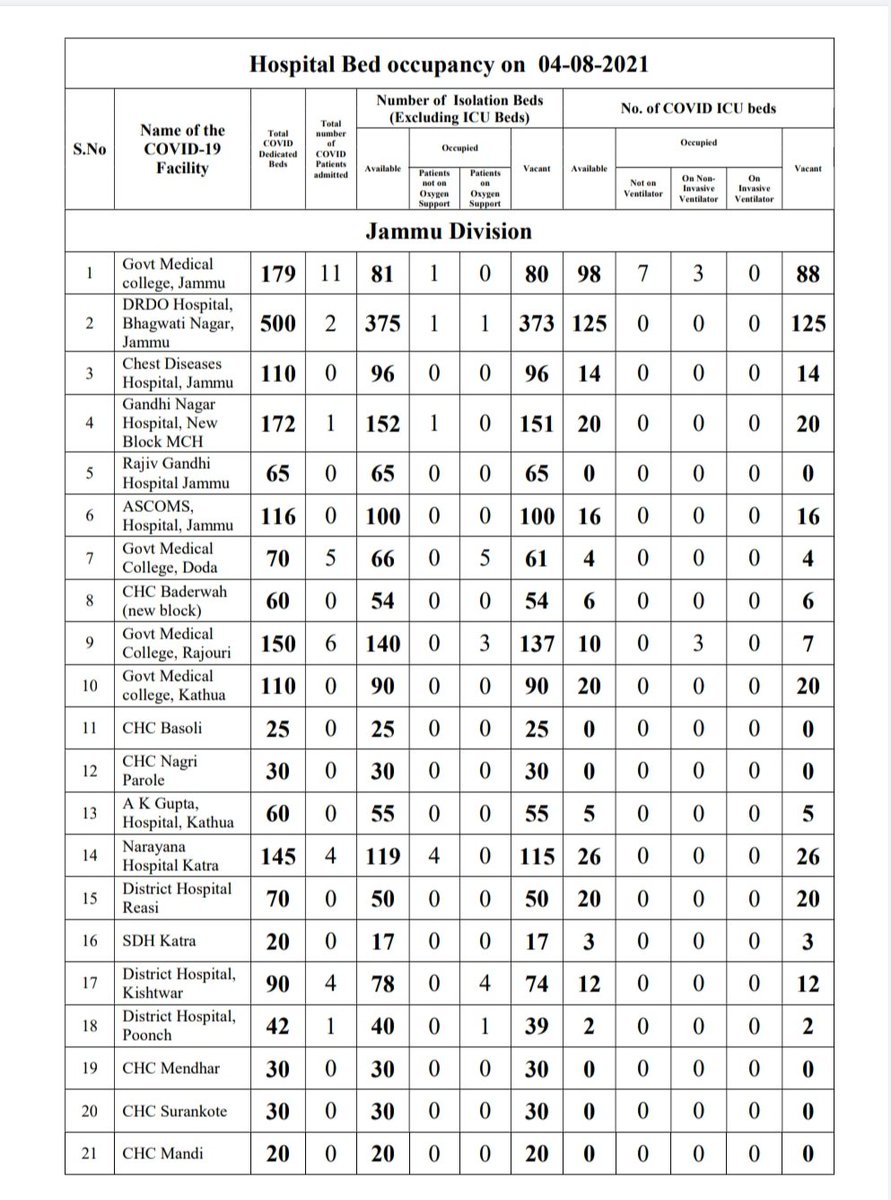 Hospital Bed occupancy on 04-08-2021
S.No
Name of the
COVID-19
Facility
Total
COVID
Dedicated
Beds
Total
number
of
COVID
Patients
admitted
Number of Isolation Beds
(Excluding ICU Beds)
Available
Occupied
Patients
not on
Oxygen
Support
Patients
on
Oxygen
Support
Vacant
No. of COVID ICU beds
Available
Occupied
Not on
Ventilator
On Non-
Invasive
Ventilator
On
Invasive
Ventilator
Vacant
Jammu Division
1 Govt Medical
college, Jammu 179 11 81 1 0 80 98 7 3 0 88
DRDO Hospital,
2 Bhagwati Nagar, 500 2 375 1 1 373 125 0 0 0 125
Jammu
3 Chest Diseases
Hospital, Jammu 110 0 96 0 0 96 14 0 0 0 14
Gandhi Nagar
4 Hospital, New 172 1 152 1 0 151 20 0 0 0 20
Block MCH
5 Rajiv Gandhi
Hospital Jammu 65 0 65 0 0 65 0 0 0 0 0
6 ASCOMS,
Hospital, Jammu 116 0 100 0 0 100 16 0 0 0 16
7 Govt Medical
College, Doda 70 5 66 0 5 61 4 0 0 0 4
8 CHC Baderwah
(new block) 60 0 54 0 0 54 6 0 0 0 6
9 Govt Medical
College, Rajouri 150 6 140 0 3 137 10 0 3 0 7
10 Govt Medical
college, Kathua 110 0 90 0 0 90 20 0 0 0 20
11 CHC Basoli 25 0 25 0 0 25 0 0 0 0 0
12 CHC Nagri
Parole 30 0 30 0 0 30 0 0 0 0 0
13 A K Gupta,
Hospital, Kathua 60 0 55 0 0 55 5 0 0 0 5
14 Narayana
Hospital Katra 145 4 119 4 0 115 26 0 0 0 26
15 District Hospital
Reasi 70 0 50 0 0 50 20 0 0 0 20
16 SDH Katra 20 0 17 0 0 17 3 0 0 0 3
17 District Hospital,
Kishtwar 90 4 78 0 4 74 12 0 0 0 12
18 District Hospital,
Poonch 42 1 40 0 1 39 2 0 0 0 2
19 CHC Mendhar 30 0 30 0 0 30 0 0 0 0 0
20 CHC Surankote 30 0 30 0 0 30 0 0 0 0 0
21 CHC Mandi 20 0 20 0 0 20 0 0 0 0 0